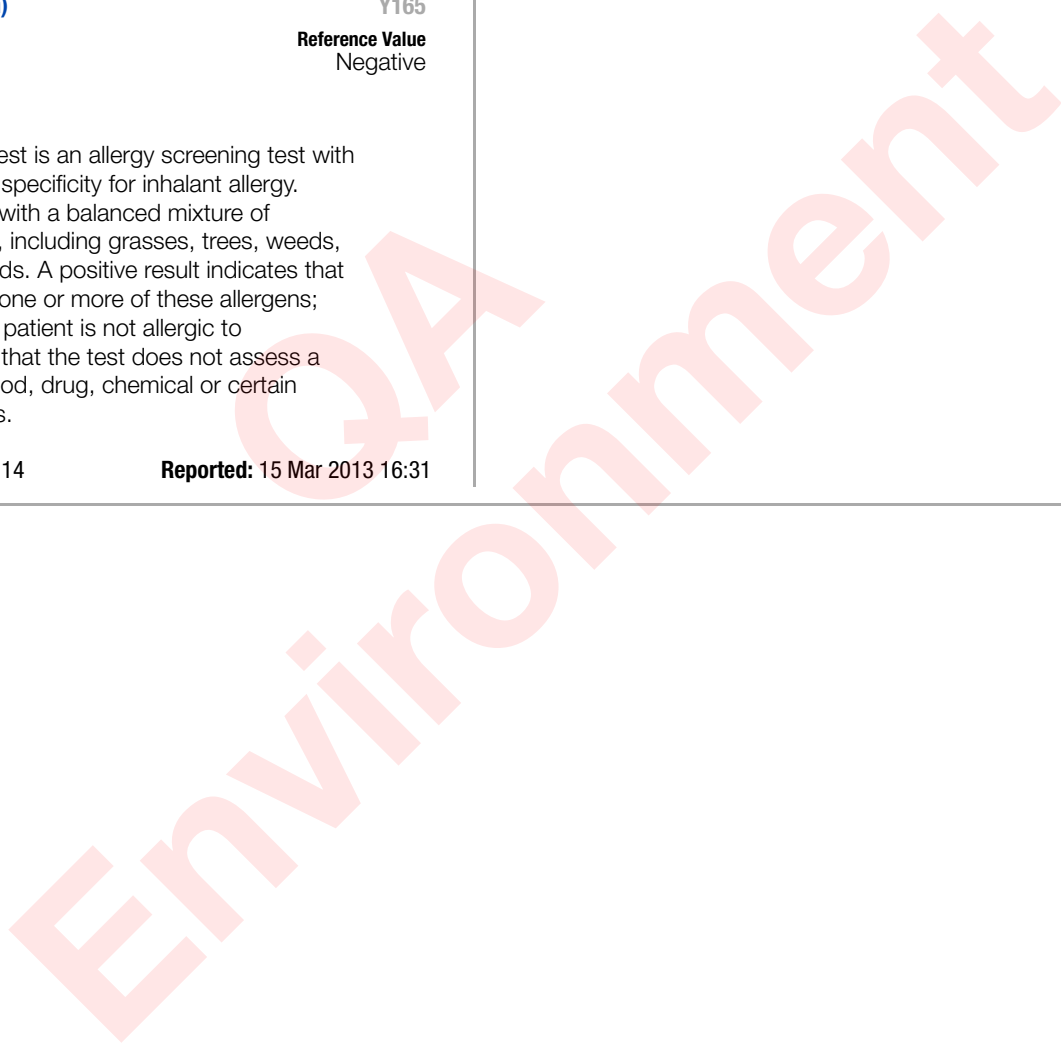 Y165
Reference Value
Negative
est is an allergy screening test with
specificity for inhalant allergy.
with a balanced mixture of
, including grasses, trees, weeds,
ds. A positive result indicates that
one or more of these allergens;
patient is not allergic to
that the test does not assess a
od, drug, chemical or certain
s.
14 Reported: 15 Mar 2013 16:31
QA
Environment